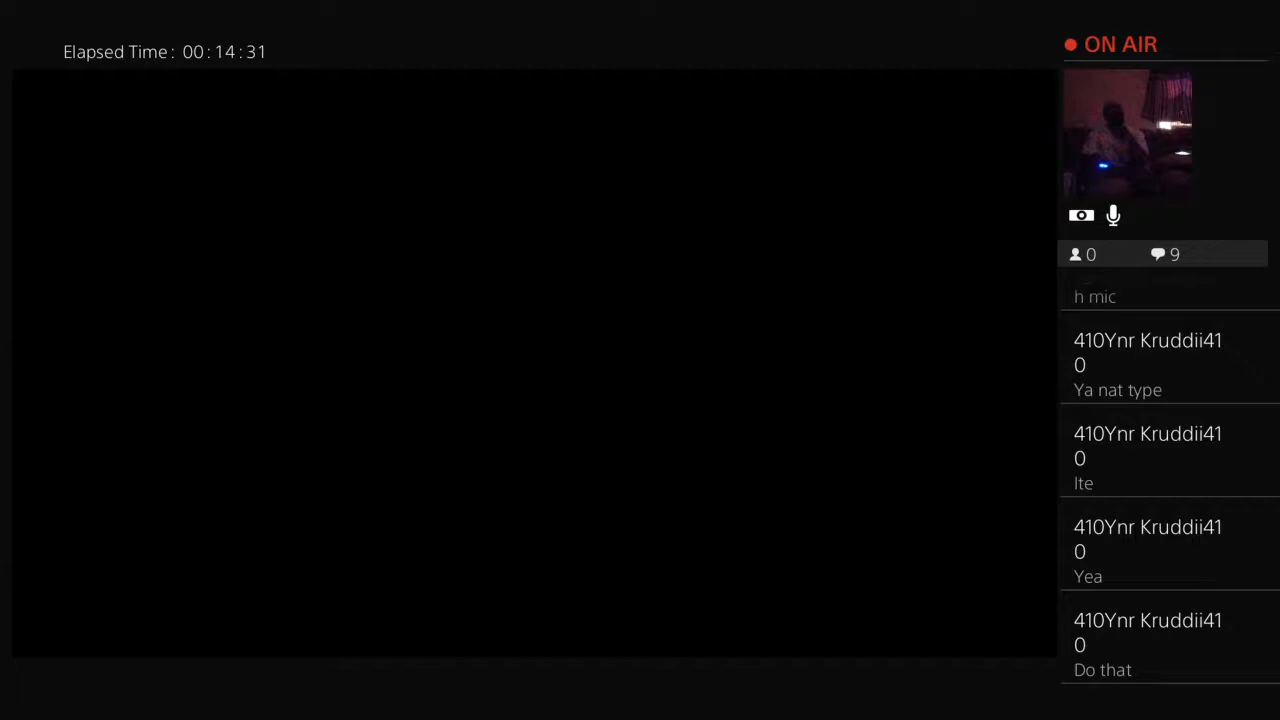 Elapsed Time: 00:14:31
ON AIR
0 9
h mic
410Ynr Kruddii41
0
Ya nat type
410Ynr Kruddii41
0
Ite
410Ynr Kruddii41
0
Yea
410Ynr Kruddii41
0
Do that